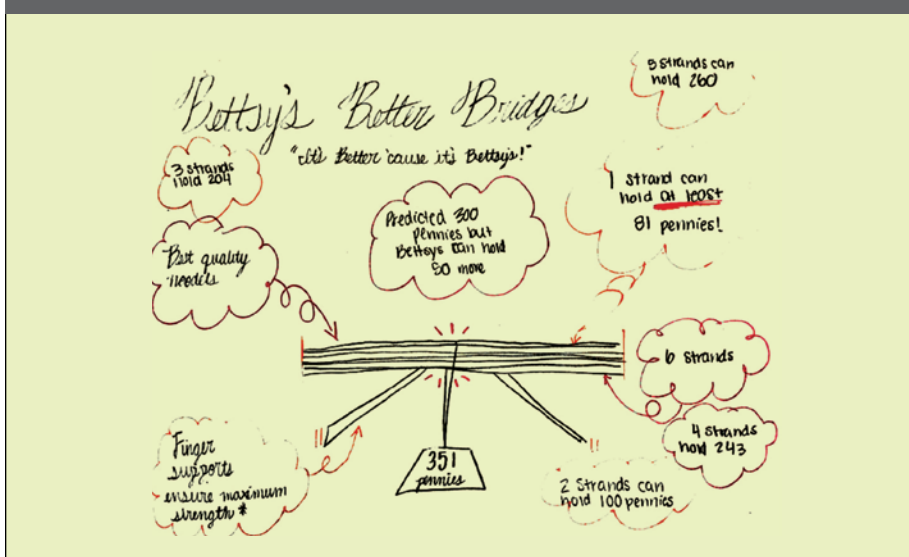 Bettsy's Better Bridges
"It's Better 'cause it's Bettsy's!"
5 strands can
hold 260
3 strands
Hold 204
1 strand can
hold at least
81 pennies!
Predicted 300
pennies but
Bettsys can hold
50 more
Best quality
noodels
6 strands
4 strands
hold 243
Finger
supports
ensure maximum
strength *
351
pennies
2 Strands can
hold 100 pennies